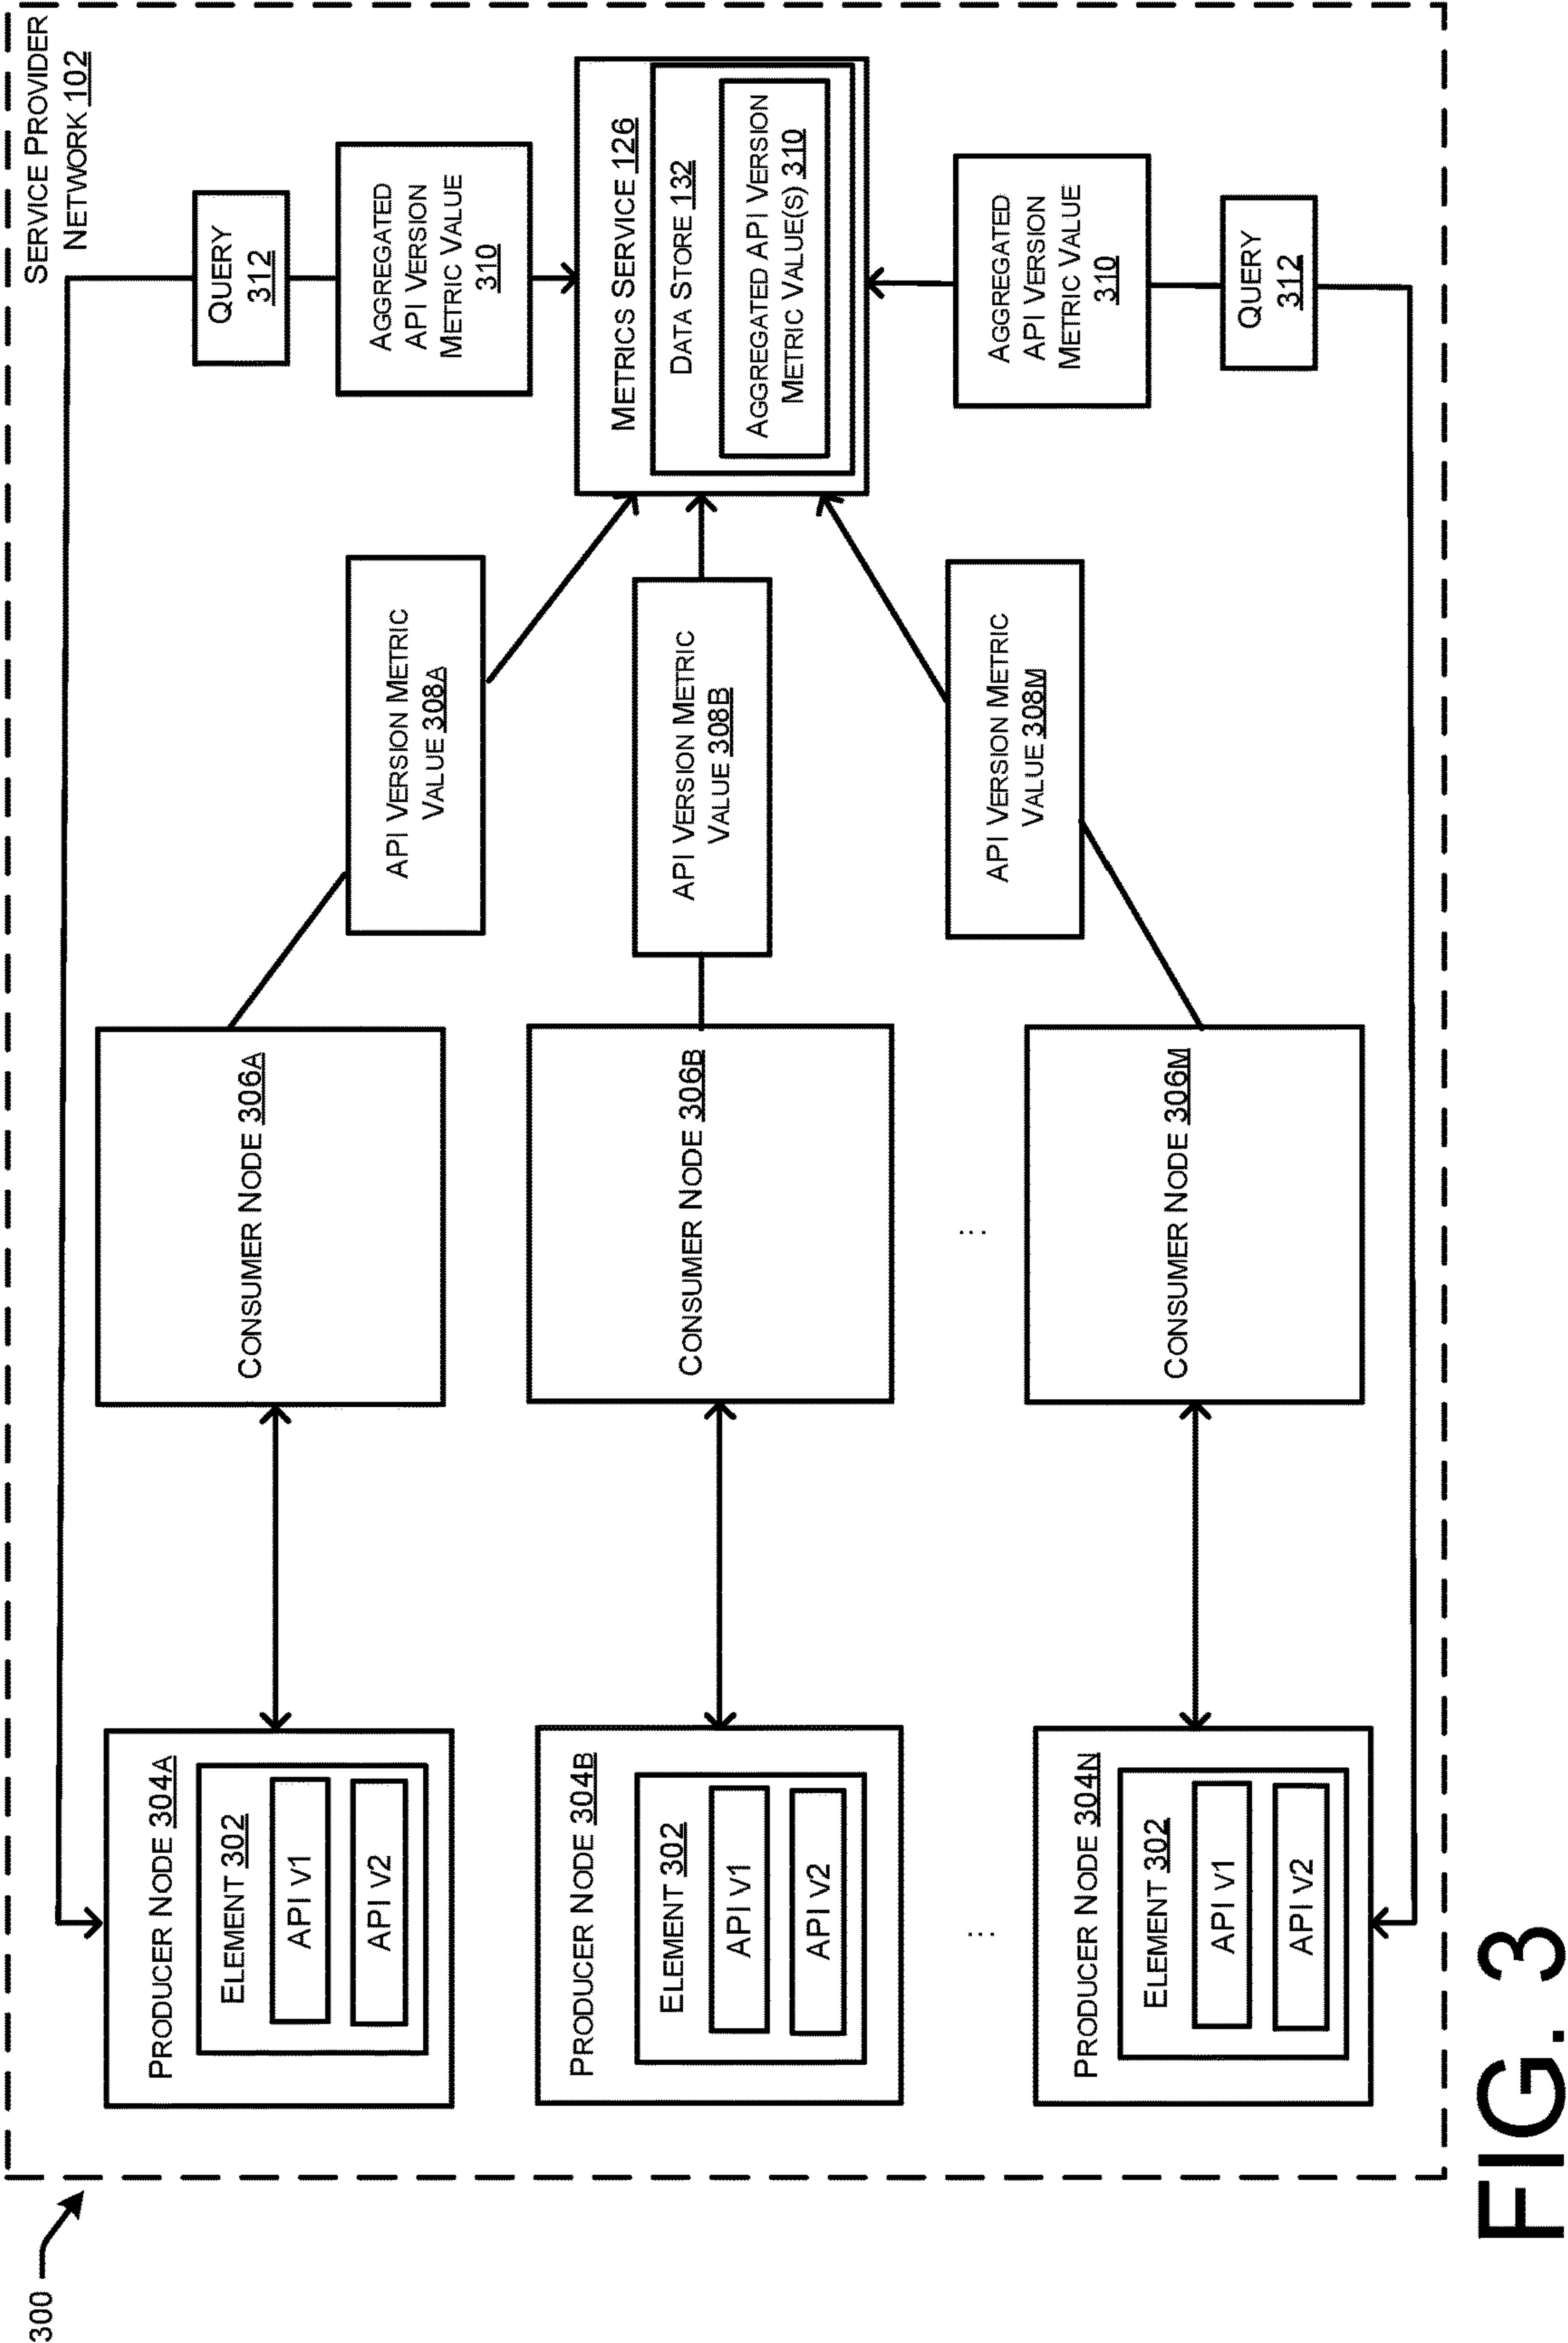 300
SERVICE PROVIDER
NETWORK 102
PRODUCER NODE 304A
ELEMENT 302
API V1
API V2
CONSUMER NODE 306A
API VERSION METRIC
VALUE 308A
QUERY
312
AGGREGATED
API VERSION
METRIC VALUE
310
PRODUCER NODE 304B
ELEMENT 302
API V1
API V2
CONSUMER NODE 306B
API VERSION METRIC
VALUE 308B
METRICS SERVICE 126
DATA STORE 132
AGGREGATED API VERSION
METRIC VALUE(S) 310
...
...
PRODUCER NODE 304N
ELEMENT 302
API V1
API V2
CONSUMER NODE 306M
API VERSION METRIC
VALUE 308M
AGGREGATED
API VERSION
METRIC VALUE
310
QUERY
312
FIG. 3